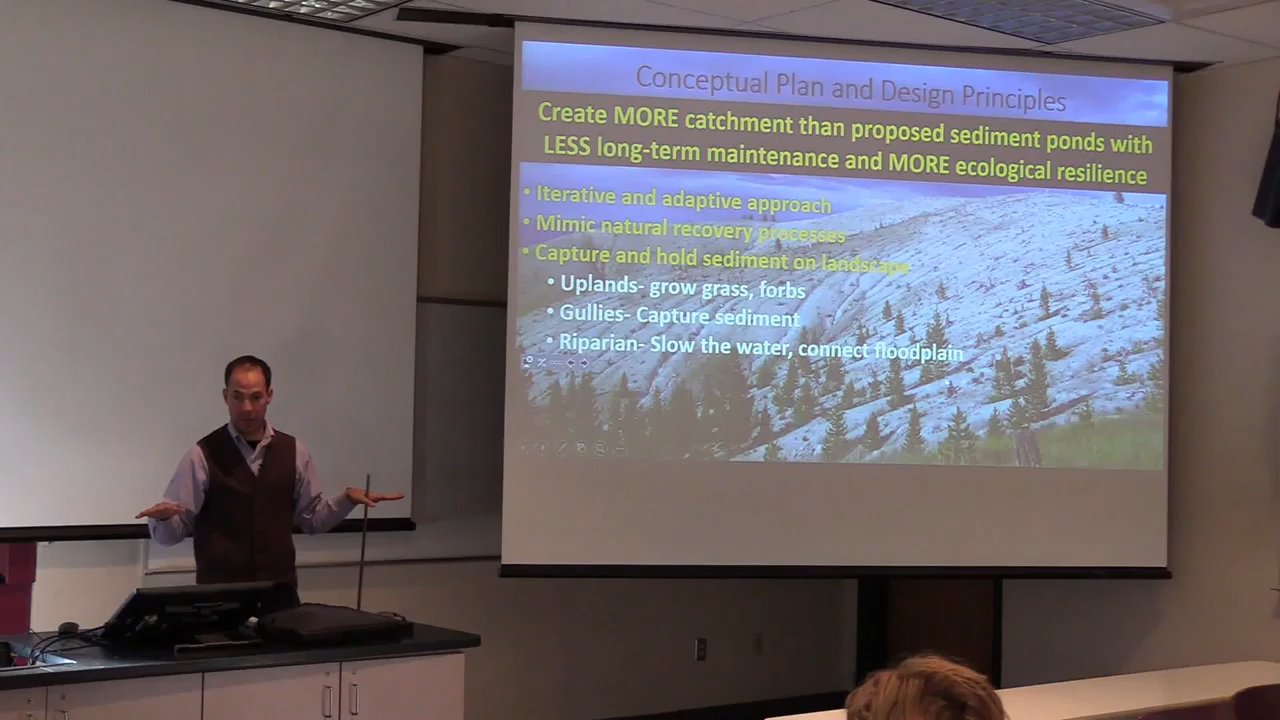 Conceptual Plan and Design Principles
Create MORE catchment than proposed sediment ponds with
LESS long-term maintenance and MORE ecological resilience
• Iterative and adaptive approach
• Mimic natural recovery processes
• Capture and hold sediment on landscape
• Uplands- grow grass, forbs
• Gullies- Capture sediment
• Riparian- Slow the water, connect floodplain